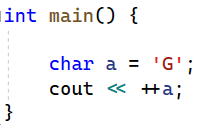 int main() {
char a = 'G';
cout << ++a;
}